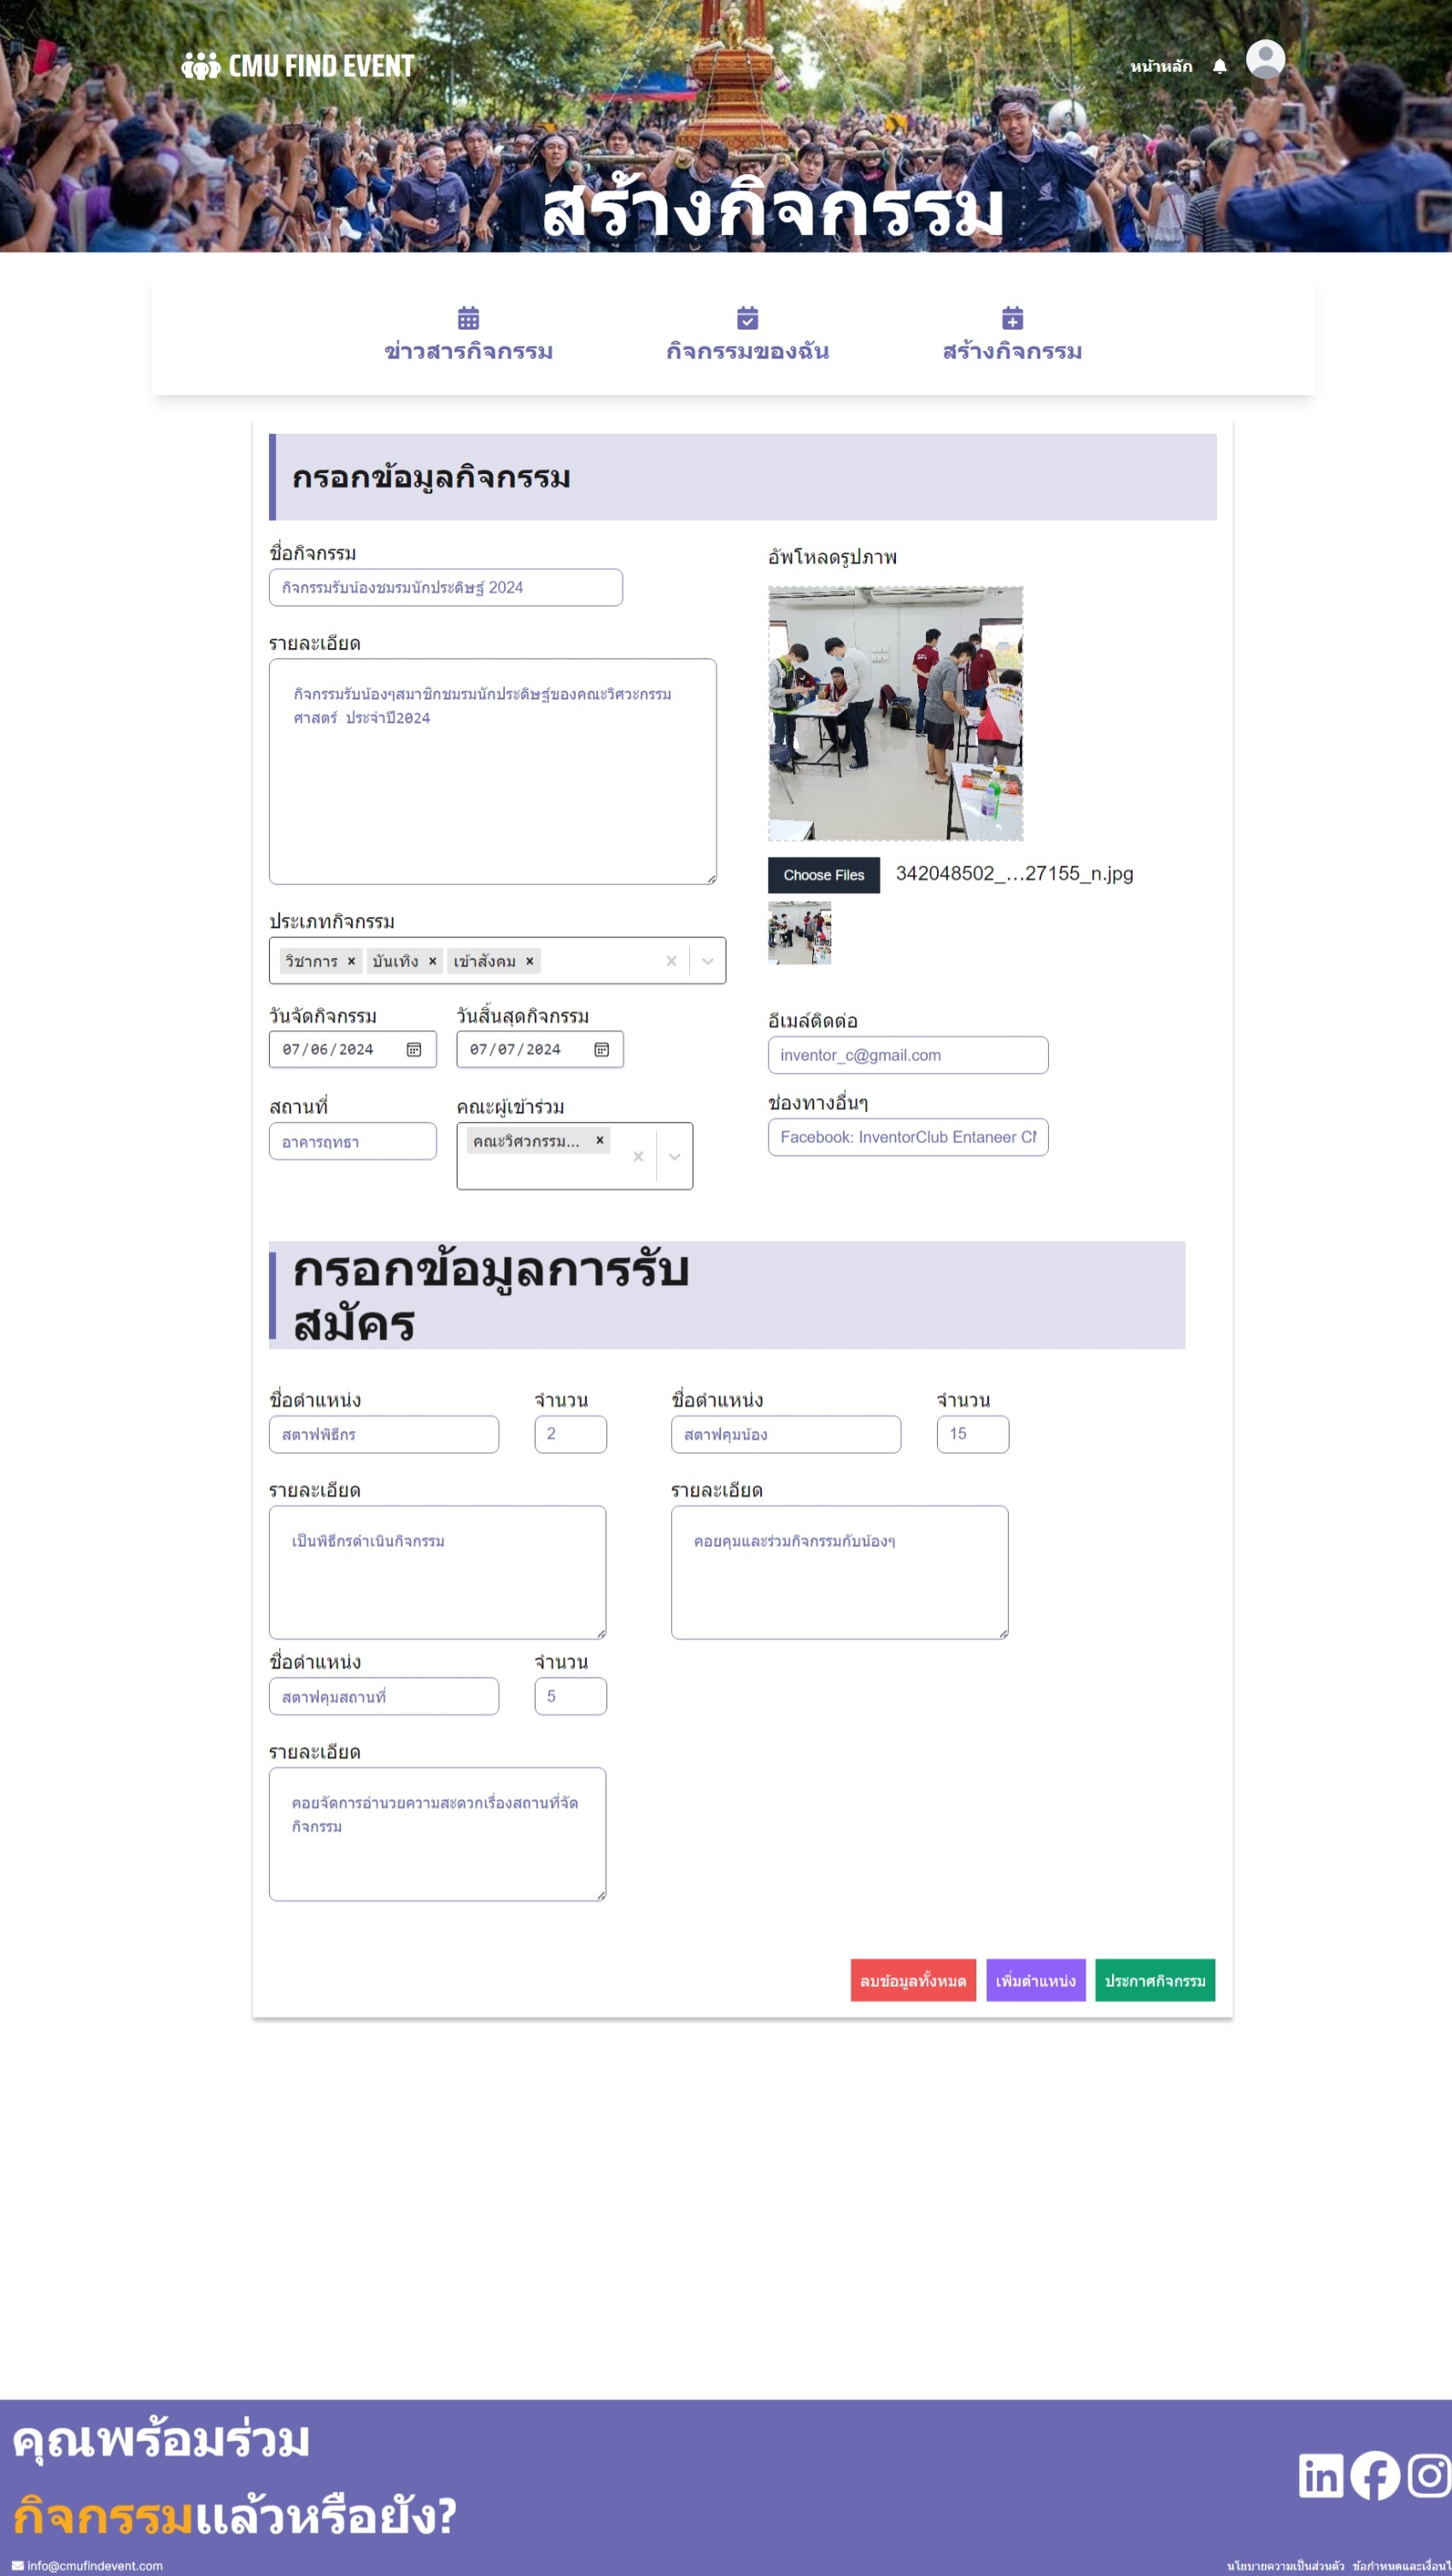 CMU FIND EVENT
หน้าหลัก
สร้างกิจกรรม
ข่าวสารกิจกรรม
กิจกรรมของฉัน
สร้างกิจกรรม
กรอกข้อมูลกิจกรรม
ชื่อกิจกรรม
กิจกรรมรับน้องชมรมนักประดิษฐ์ 2024
รายละเอียด
กิจกรรมรับน้องๆสมาชิกชมรมนักประดิษฐ์ของคณะวิศวะกรรม
ศาสตร์ ประจำปี2024
ประเภทกิจกรรม
วิชาการ × บันเทิง × เข้าสังคม ×
วันจัดกิจกรรม
07/06/2024
วันสิ้นสุดกิจกรรม
07/07/2024
สถานที่
อาคารฤทธา
คณะผู้เข้าร่วม
คณะวิศวกรรม... ×
อัพโหลดรูปภาพ
Choose Files 342048502_...27155_n.jpg
อีเมล์ติดต่อ
inventor_c@gmail.com
ช่องทางอื่นๆ
Facebook: InventorClub Entaneer
กรอกข้อมูลการรับ
สมัคร
ชื่อตำแหน่ง
สตาฟพิธีกร
จำนวน
2
รายละเอียด
เป็นพิธีกรดำเนินกิจกรรม
ชื่อตำแหน่ง
สตาฟคุมน้อง
จำนวน
15
รายละเอียด
คอยคุมและร่วมกิจกรรมกับน้องๆ
ชื่อตำแหน่ง
สตาฟคุมสถานที่
จำนวน
5
รายละเอียด
คอยจัดการอำนวยความสะดวกเรื่องสถานที่จัด
กิจกรรม
ลบข้อมูลทั้งหมด
เพิ่มตำแหน่ง
ประกาศกิจกรรม
คุณพร้อมร่วม
กิจกรรมแล้วหรือยัง?
info@cmufindevent.com
นโยบายความเป็นส่วนตัว ข้อกำหนดและเงื่อนไ